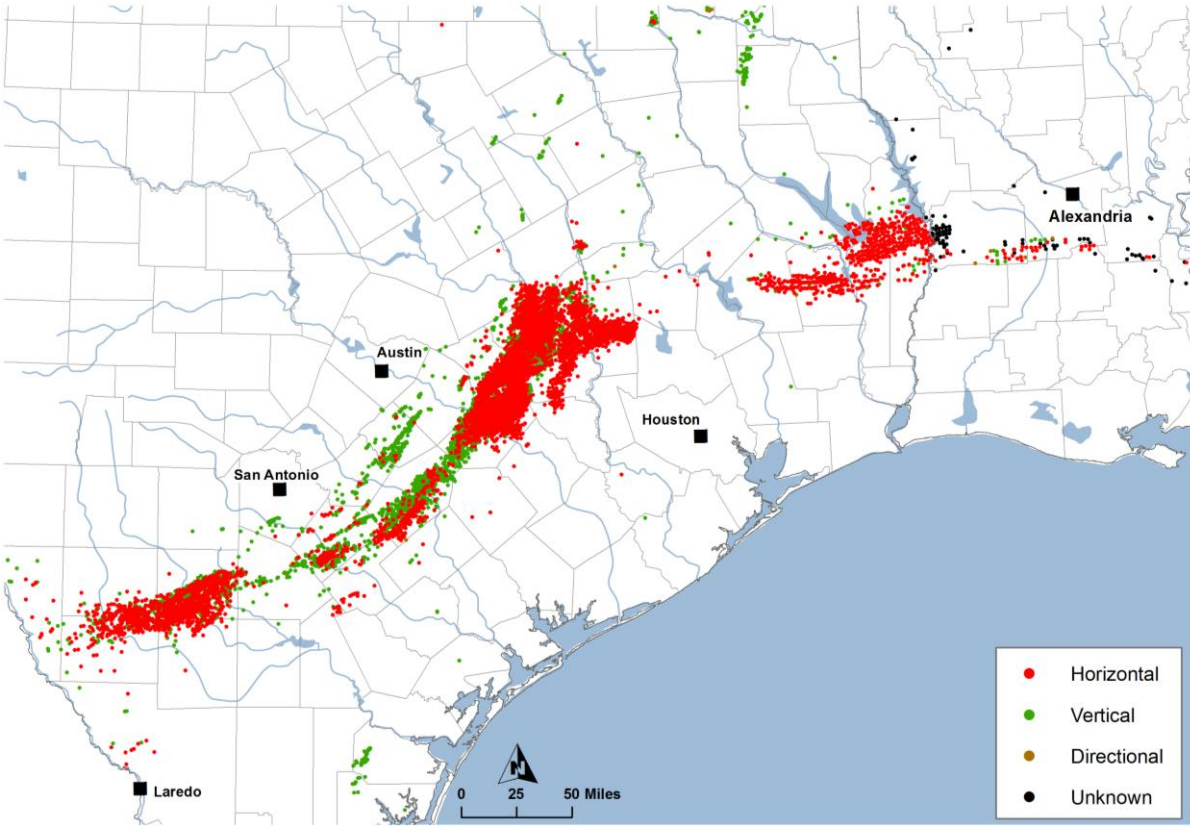 Alexandria
Austin
Houston
San Antonio
Laredo
N
0 25 50 Miles
Horizontal
Vertical
Directional
Unknown